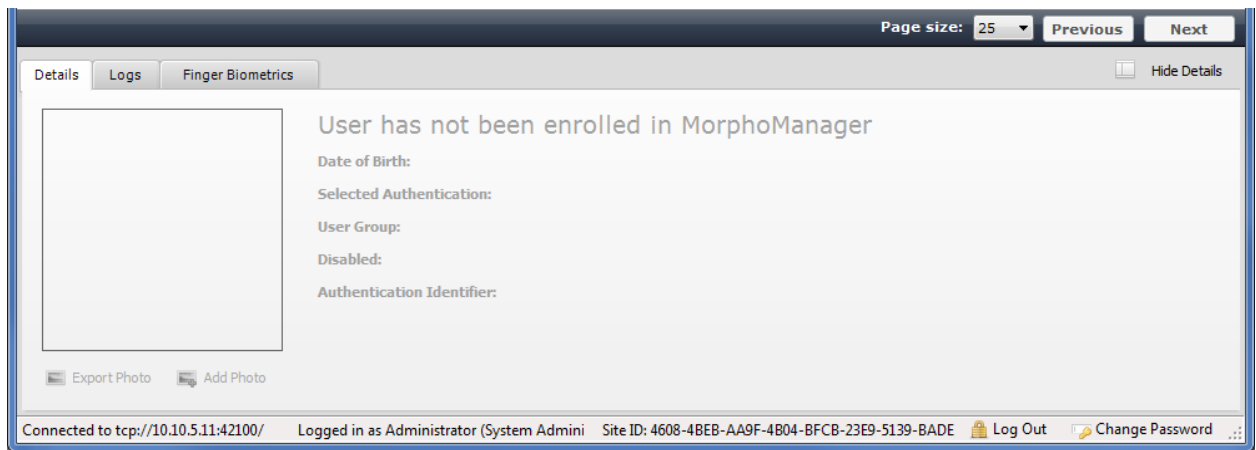 Page size: 25 Previous Next
Details Logs Finger Biometrics Hide Details
User has not been enrolled in MorphoManager
Date of Birth:
Selected Authentication:
User Group:
Disabled:
Authentication Identifier:
Export Photo Add Photo
Connected to tcp://10.10.5.11:42100/ Logged in as Administrator (System Admini Site ID: 4608-4BEB-AA9F-4B04-BFCB-23E9-5139-BADE Log Out Change Password